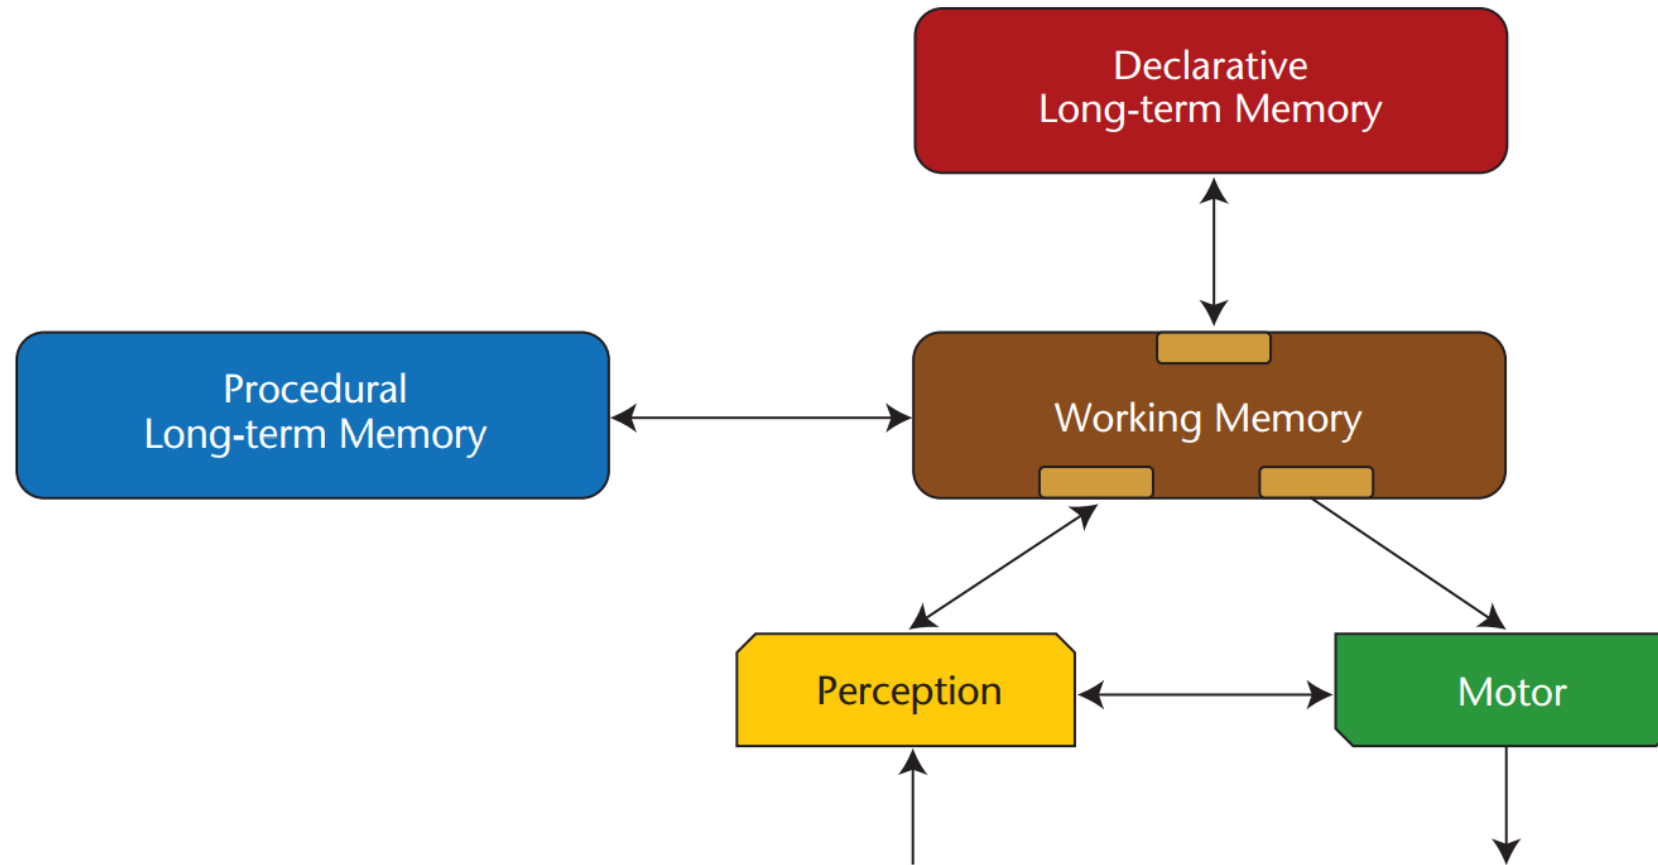 Declarative
Long-term Memory
Procedural
Long-term Memory
Working Memory
Perception
Motor